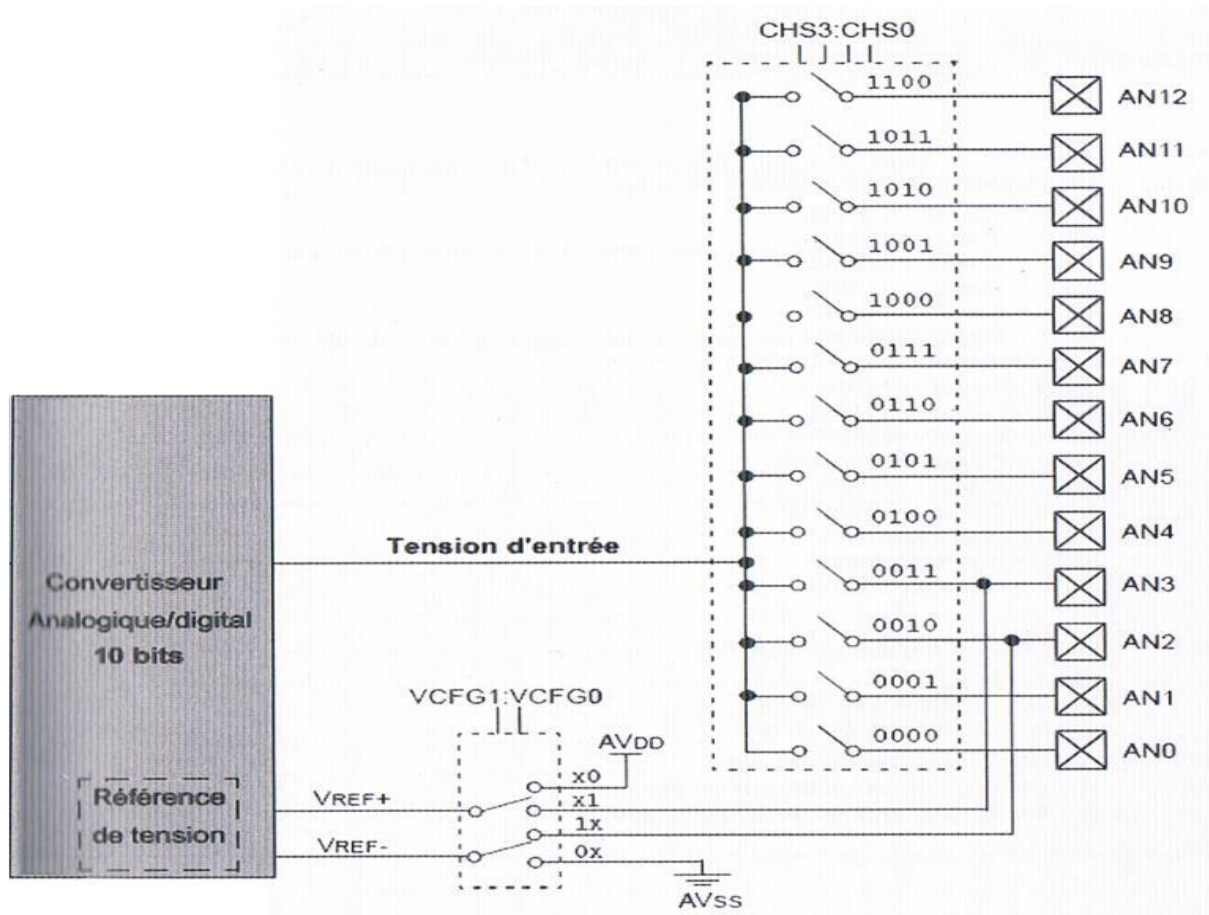 CHS3:CHS0
1100 AN12
1011 AN11
1010 AN10
1001 AN9
1000 AN8
0111 AN7
0110 AN6
0101 AN5
0100 AN4
Tension d'entrée
0011 AN3
0010 AN2
0001 AN1
0000 AN0
Convertisseur
Analogique/digital
10 bits
VCFG1:VCFG0
AVDD
x0
Référence
de tension
VREF+
x1
1x
VREF-
0x
AVSS